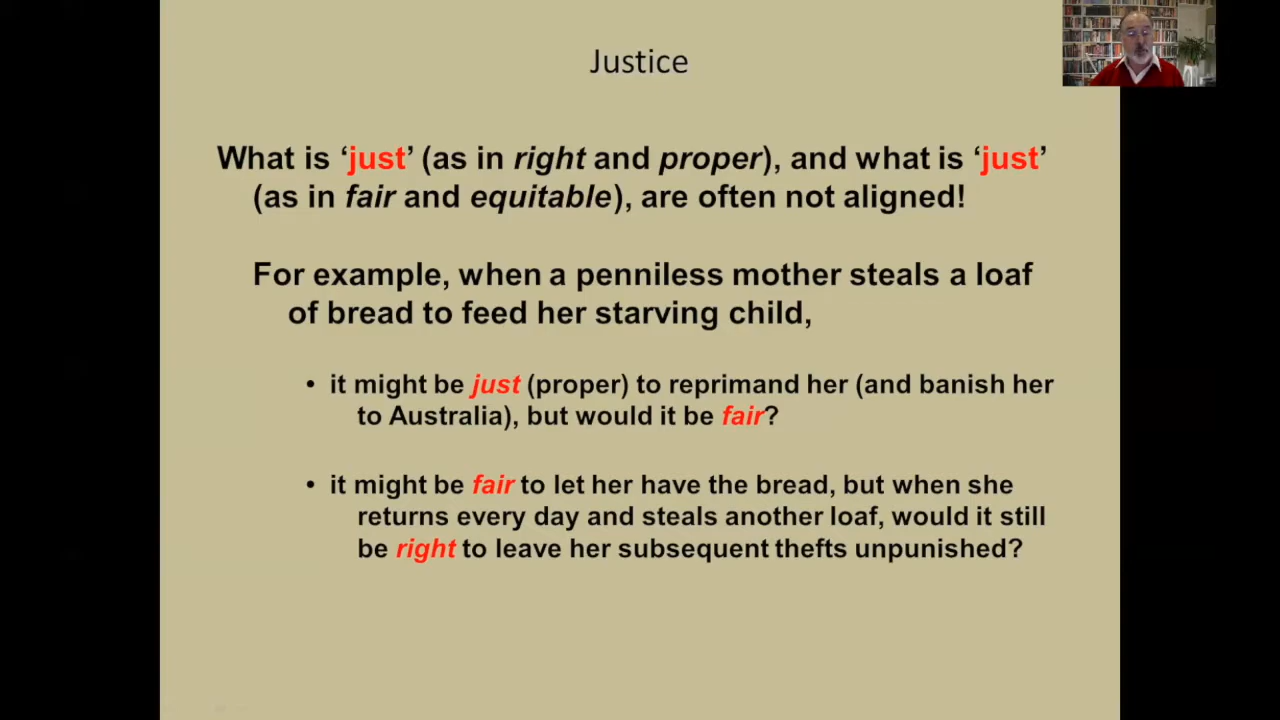 Justice
What is ‘just’ (as in right and proper), and what is ‘just’
(as in fair and equitable), are often not aligned!
For example, when a penniless mother steals a loaf
of bread to feed her starving child,
• it might be just (proper) to reprimand her (and banish her
to Australia), but would it be fair?
• it might be fair to let her have the bread, but when she
returns every day and steals another loaf, would it still
be right to leave her subsequent thefts unpunished?